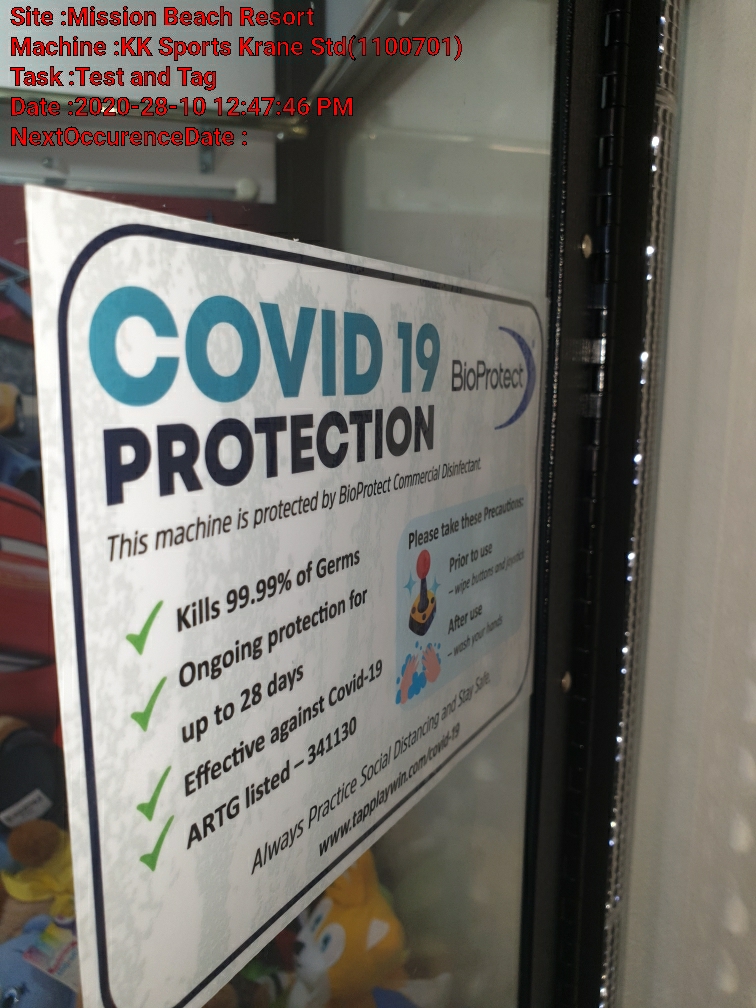 Site :Mission Beach Resort
Machine :KK Sports Krane Std(1100701)
Task :Test and Tag
Date :2020-28-10 12:47:46 PM
NextOccurenceDate :
COVID 19
BioProtect
PROTECTION
This machine is protected by BioProtect Commercial Disinfectant.
Kills 99.99% of Germs
Ongoing protection for
up to 28 days
Effective against Covid-19
ARTG listed – 341130
Please take these Precautions:
Prior to use
– wipe buttons and joysticks
After use
– wash your hands
Always Practice Social Distancing and Stay Safe.
www.tapplaywin.com/covid-19